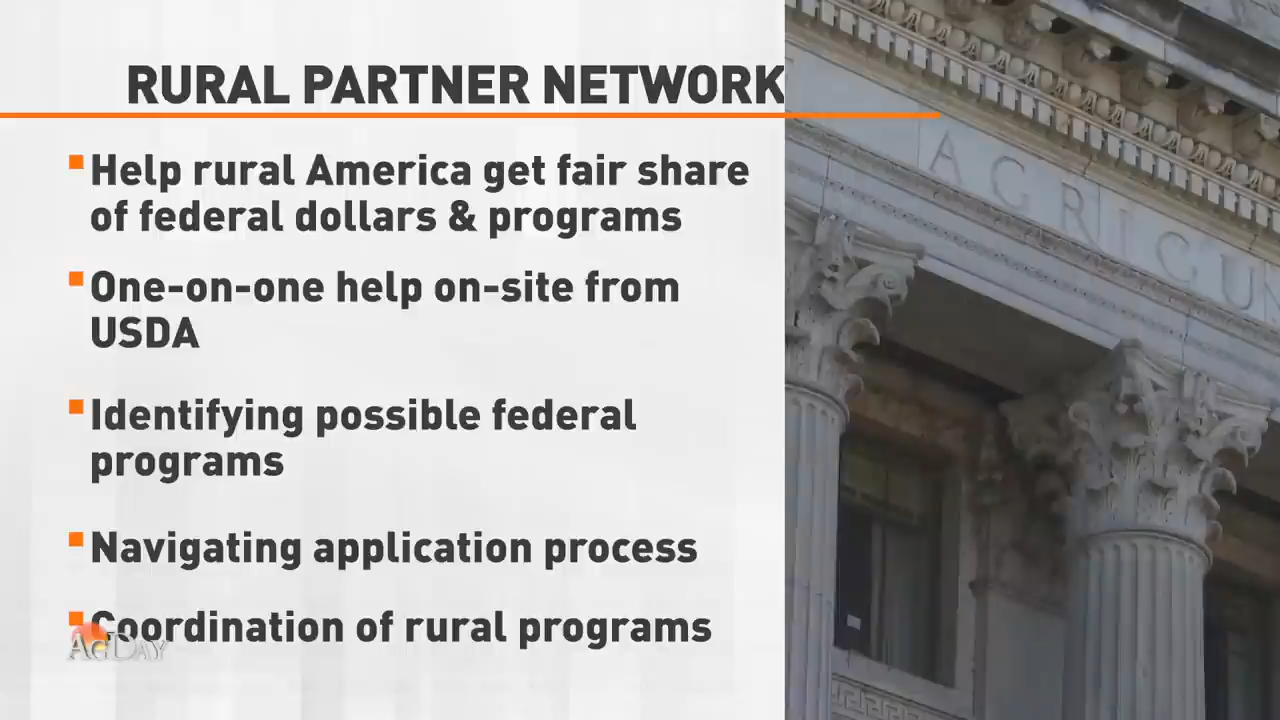 RURAL PARTNER NETWORK
Help rural America get fair share
of federal dollars & programs
One-on-one help on-site from
USDA
Identifying possible federal
programs
Navigating application process
Coordination of rural programs
AGDAY
AGRICU